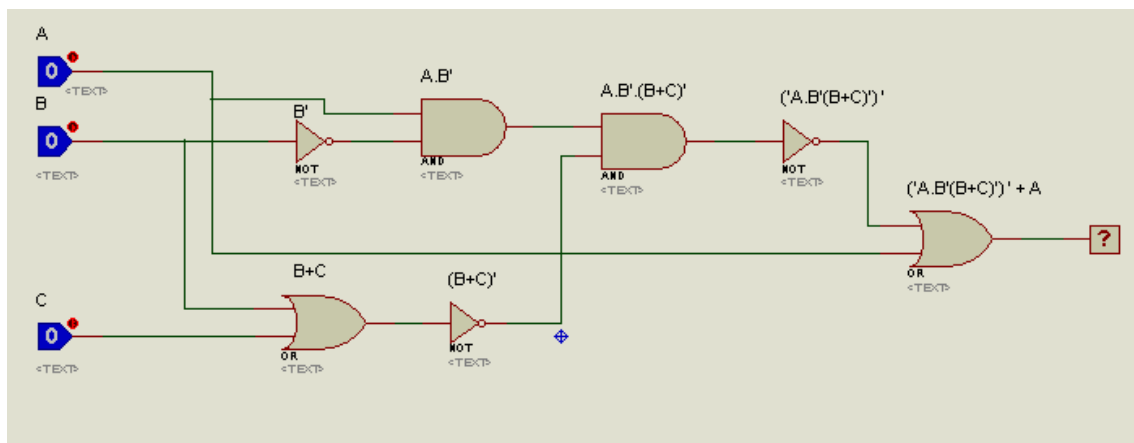 A
0
<TEXT>
B
0
<TEXT>
B'
NOT
<TEXT>
A.B'
AND
<TEXT>
A.B'.(B+C)'
AND
<TEXT>
('A.B'(B+C)') '
NOT
<TEXT>
('A.B'(B+C)') ' + A
OR
<TEXT>
?
C
0
<TEXT>
B+C
OR
<TEXT>
(B+C)'
NOT
<TEXT>